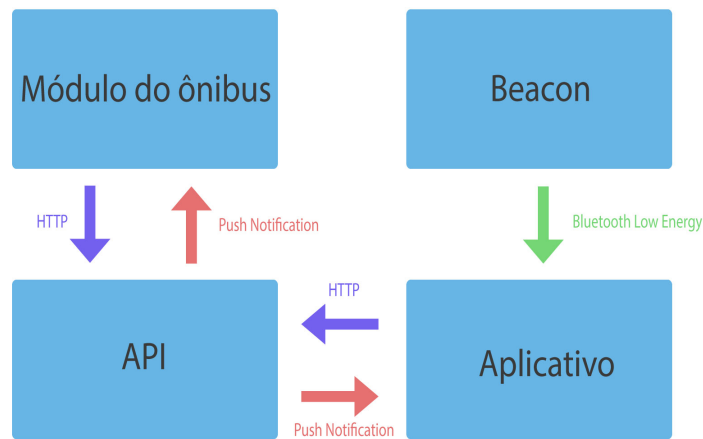 Módulo do ônibus
Beacon
HTTP
Push Notification
Bluetooth Low Energy
API
HTTP
Aplicativo
Push Notification